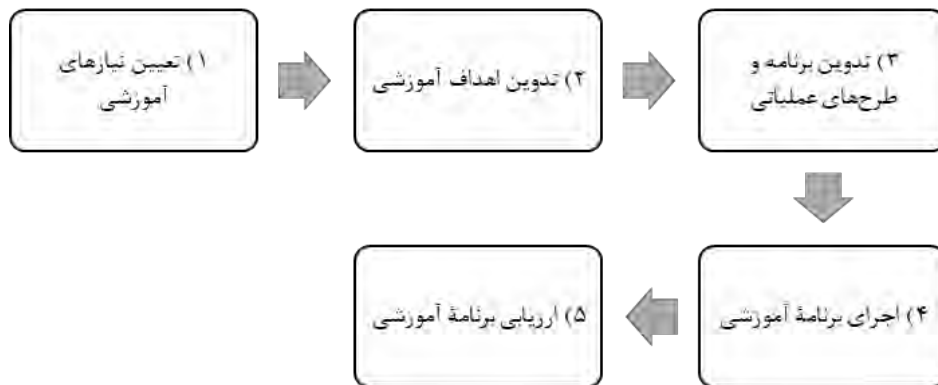 ۱) تعیین نیازهای
آموزشی
۲) تدوین اهداف آموزشی
۳) تدوین برنامه و
طرح‌های عملیاتی
۴) اجرای برنامهٔ آموزشی
۵) ارزیابی برنامهٔ آموزشی